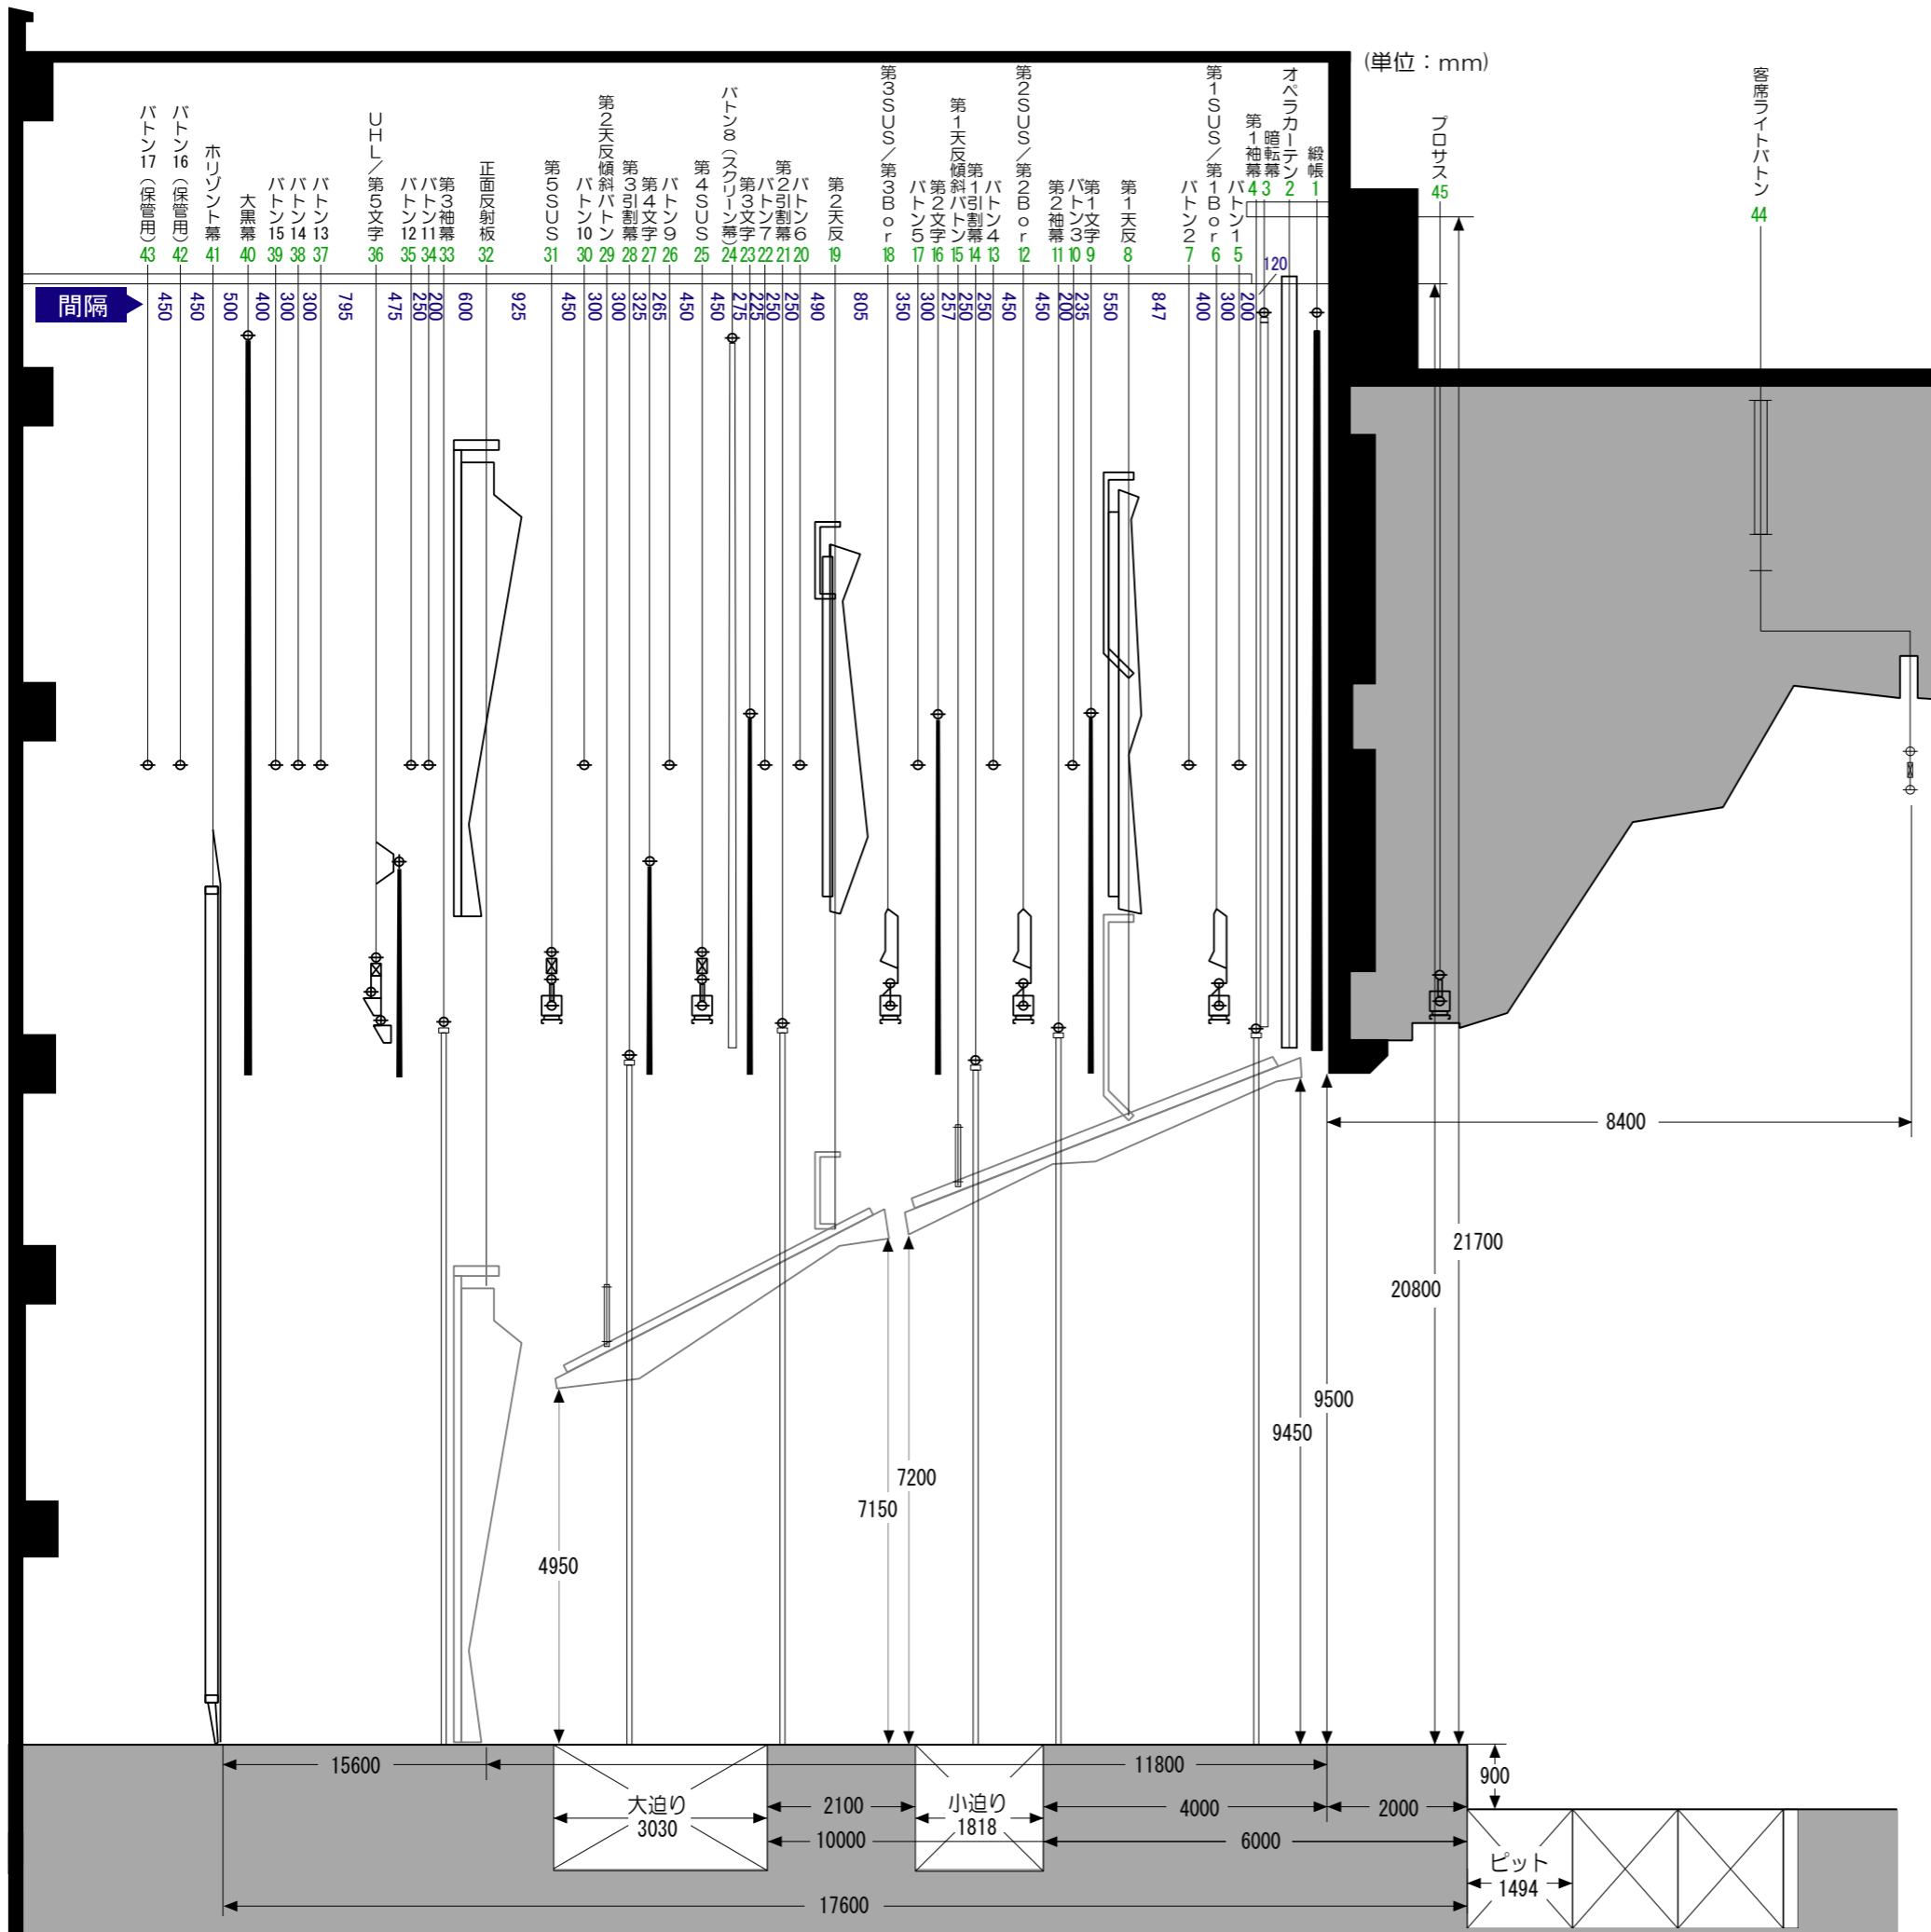 (単位：mm)
バトン17（保管用）43
バトン16（保管用）42
ホリゾント幕 41
大黒幕 40
バトン15 39
バトン14 38
バトン13 37
UHL／第5文字 36
バトン12 35
バトン11 34
第3袖幕 33
正面反射板 32
第5SUS 31
バトン10 30
第2天反傾斜バトン 29
第3引割幕 28
第4文字 27
バトン9 26
第4SUS 25
バトン8（スクリーン幕）24
第3文字 23
バトン7 22
第2引割幕 21
バトン6 20
第2天反 19
第3SUS／第3Bor 18
バトン5 17
第2文字 16
第1天反傾斜バトン 15
第1引割幕 14
バトン4 13
第2SUS／第2Bor 12
第2袖幕 11
バトン3 10
第1文字 9
第1天反 8
バトン2 7
第1SUS／第1Bor 6
バトン1 5
第1袖幕 4
暗転幕 3
オペラカーテン 2
緞帳 1
プロサス 45
客席ライトバトン 44
間隔
450
450
500
400
300
300
795
475
250
200
600
925
450
300
300
325
265
450
450
275
225
250
250
490
805
350
300
257
250
250
450
450
200
235
550
847
400
300
200
120
8400
21700
20800
9500
9450
7200
7150
4950
15600
11800
900
大迫り
3030
2100
小迫り
1818
4000
2000
10000
6000
ピット
1494
17600